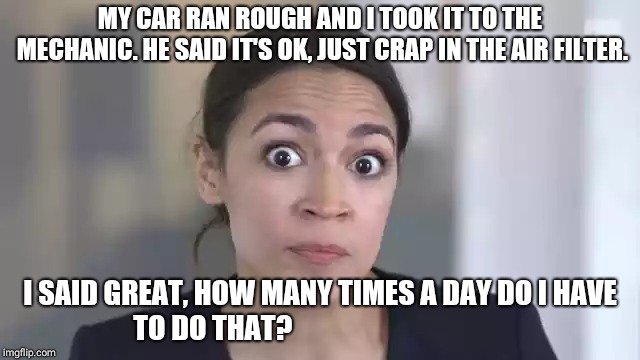 MY CAR RAN ROUGH AND I TOOK IT TO THE
MECHANIC. HE SAID IT'S OK, JUST CRAP IN THE AIR FILTER.
I SAID GREAT, HOW MANY TIMES A DAY DO I HAVE
TO DO THAT?
imgflip.com